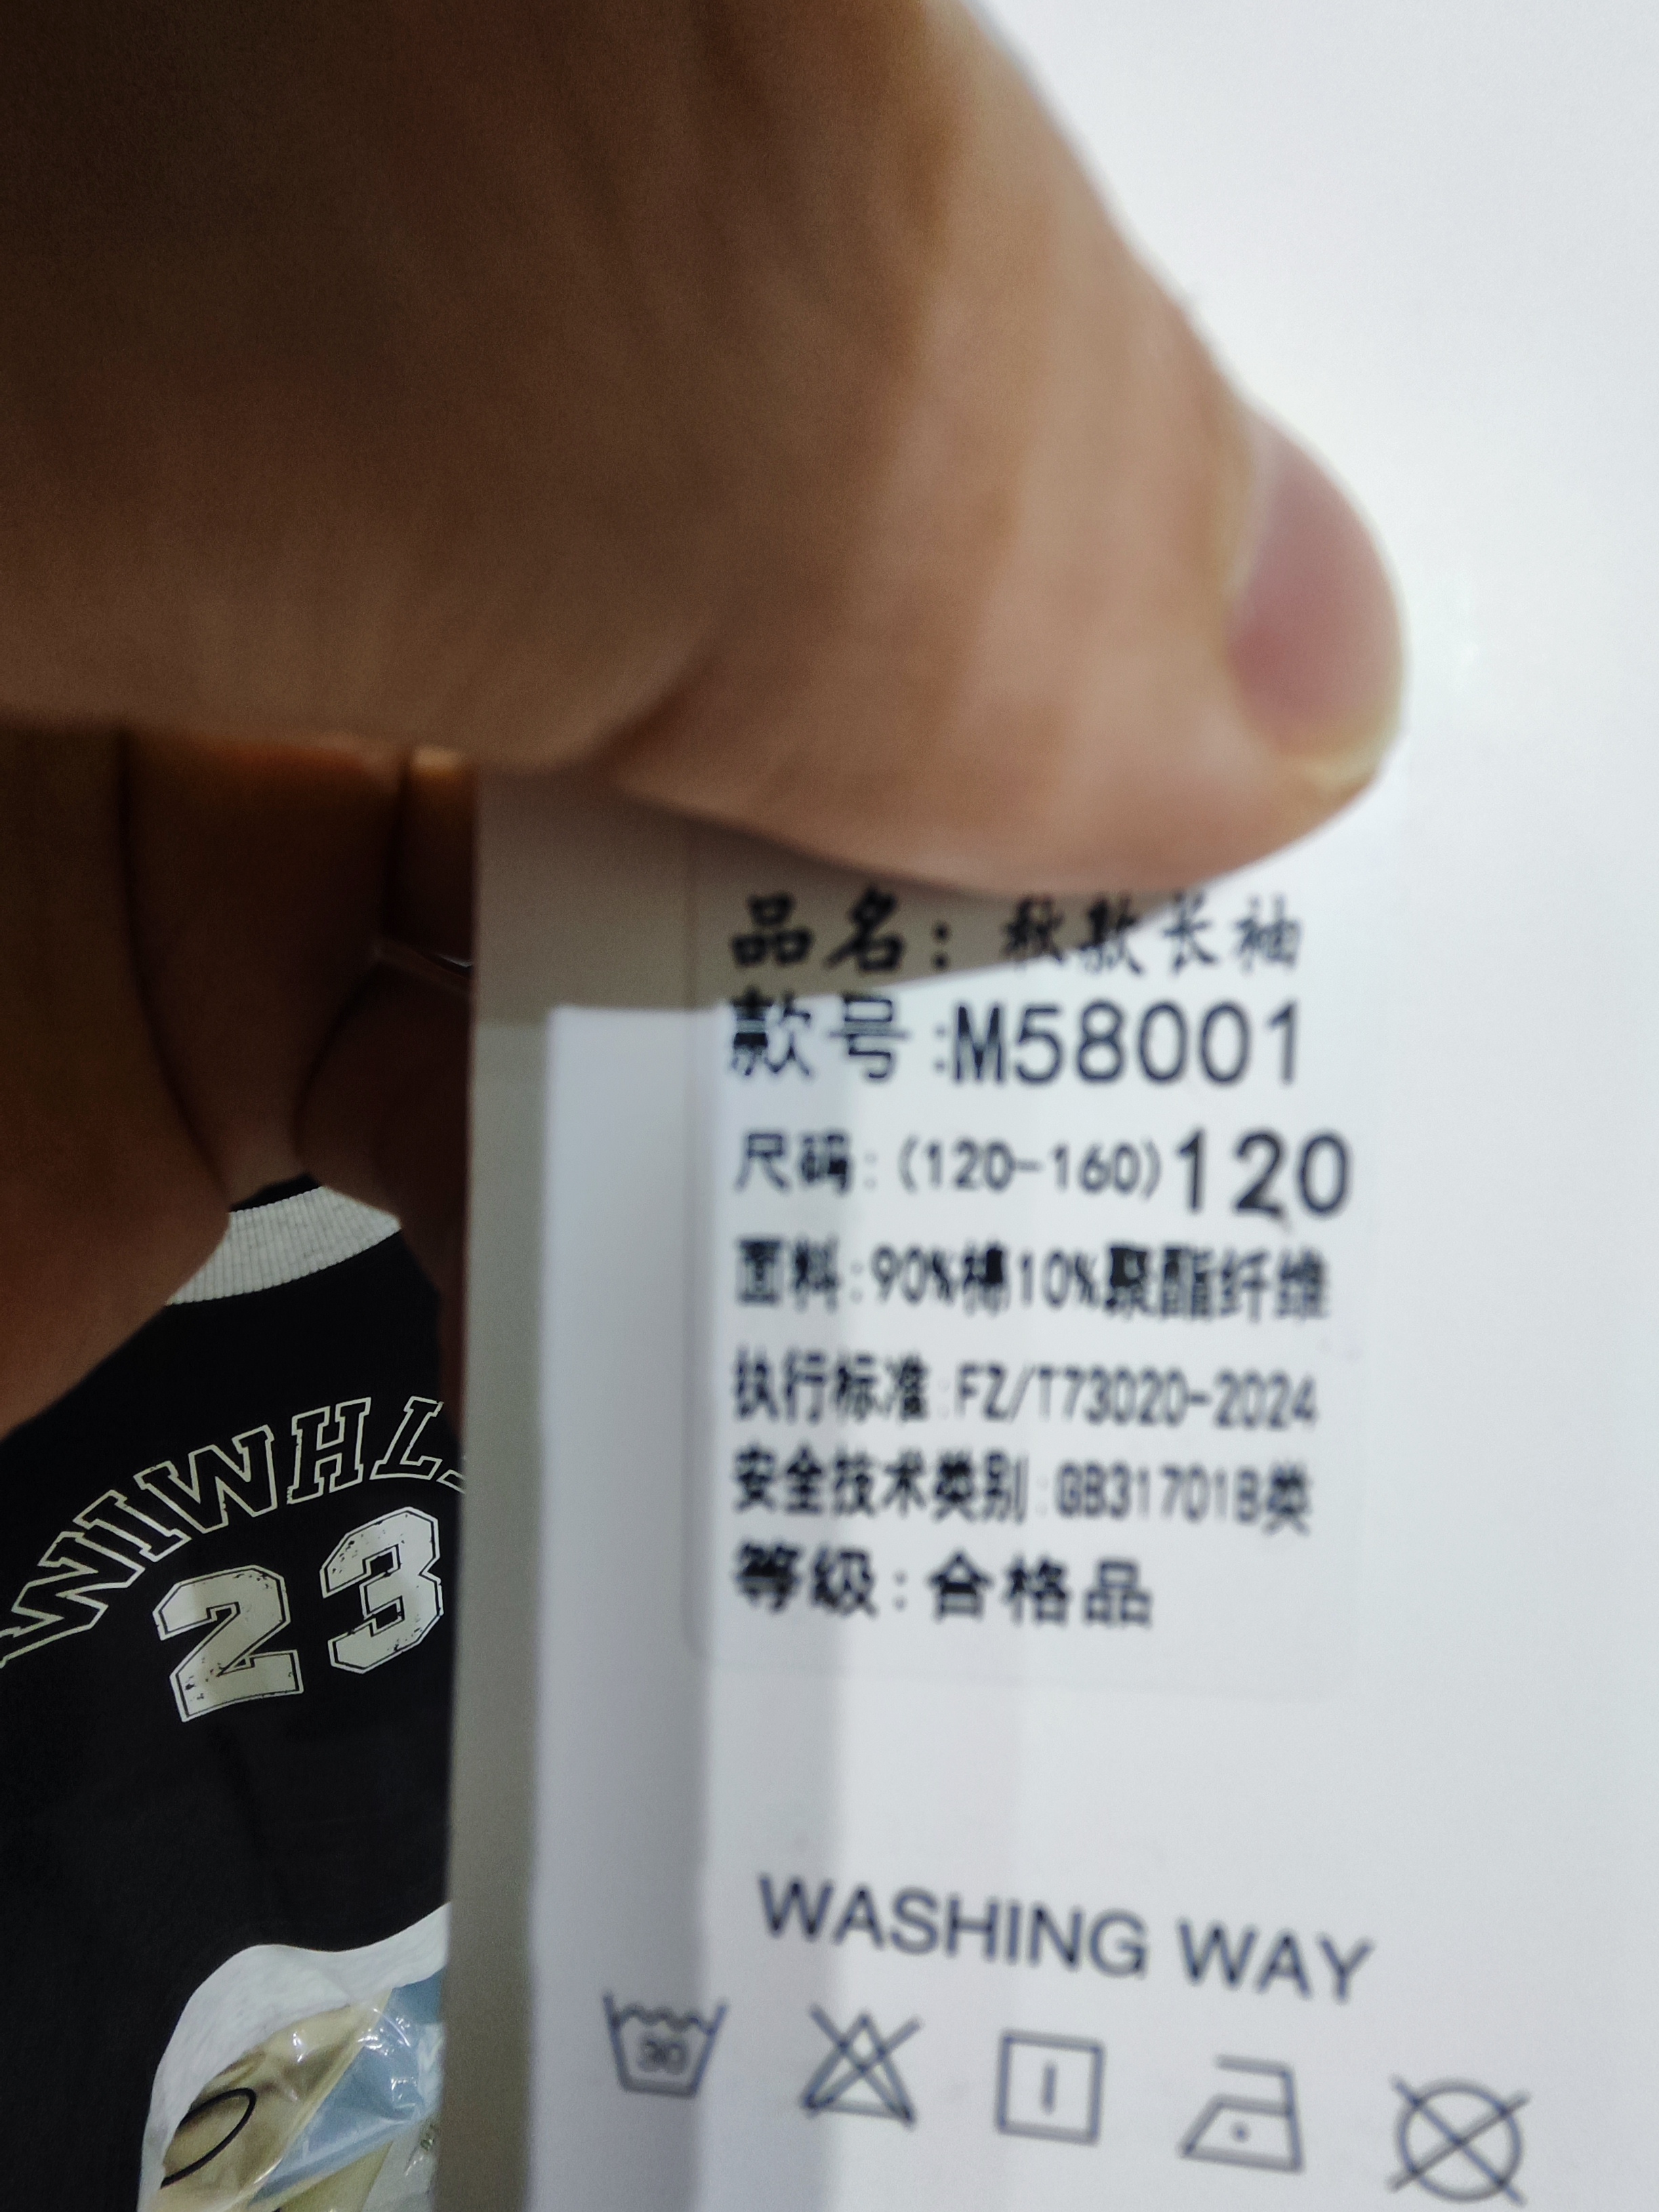 品名：秋款长袖
款号:M58001
尺码:(120-160)120
面料:90%棉10%聚酯纤维
执行标准:FZ/T73020-2024
安全技术类别:GB31701B类
等级:合格品
WASHING WAY
30
23